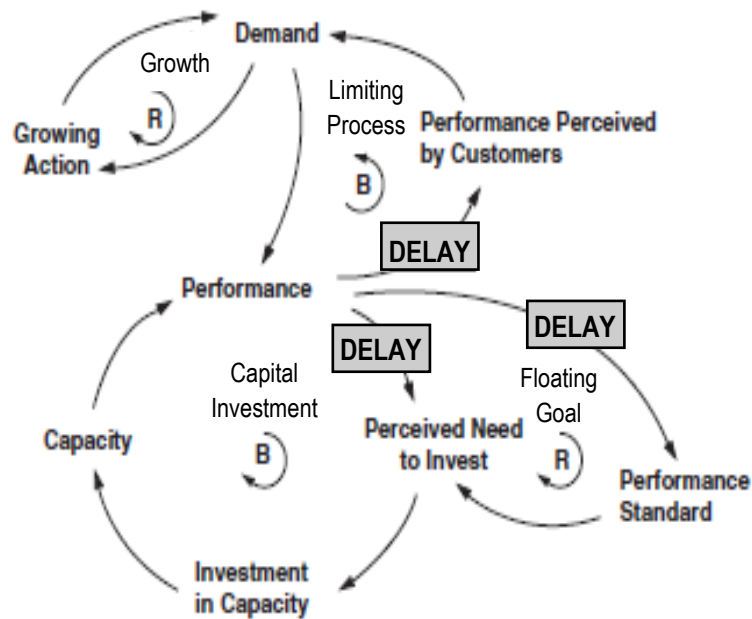 Demand
Growth
R
Growing
Action
Limiting
Process
B
Performance Perceived
by Customers
DELAY
Performance
DELAY
DELAY
Capital
Investment
B
Floating
Goal
R
Capacity
Perceived Need
to Invest
Performance
Standard
Investment
in Capacity